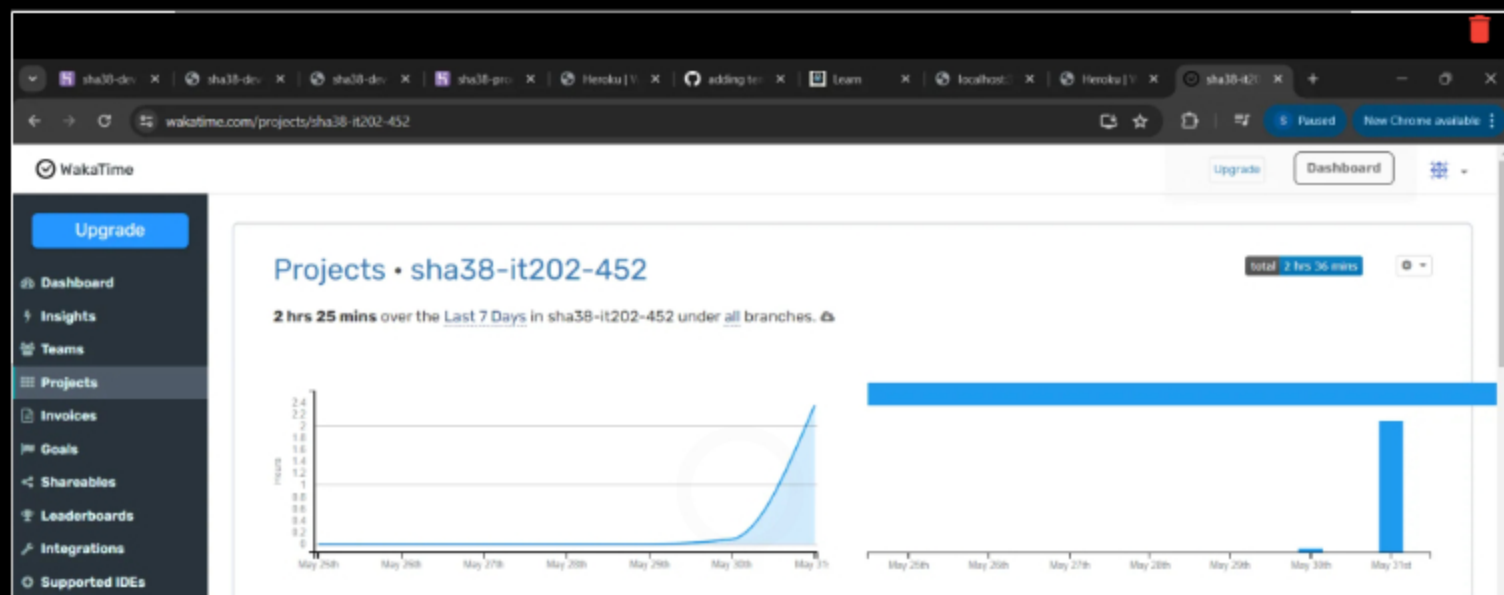 sha38-dev
sha38-dev
sha38-dev
sha38-pro
Heroku | V
adding te
Learn
localhost:
Heroku | V
sha38-it20
wakatime.com/projects/sha38-it202-452
S Paused
New Chrome available
WakaTime
Upgrade
Dashboard
Upgrade
Dashboard
Insights
Teams
Projects
Invoices
Goals
Shareables
Leaderboards
Integrations
Supported IDEs
Projects • sha38-it202-452
total 2 hrs 36 mins
2 hrs 25 mins over the Last 7 Days in sha38-it202-452 under all branches.
Hours
2.4
2.2
2
1.8
1.6
1.4
1.2
1
0.8
0.6
0.4
0.2
0
May 25th
May 26th
May 27th
May 28th
May 29th
May 30th
May 25th
May 26th
May 27th
May 28th
May 29th
May 30th
May 31st